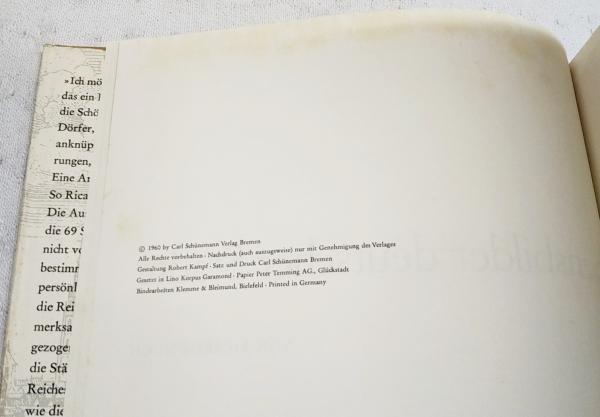 »Ich mö
das ein
die Schö
Dörfer,
anknüp
rungen,
Eine
So Rica
Die Au
die 69
nicht
bestimm
persönl
die Rei
merksa
gezoge
die Stä
Reiche
wie die
© 1960 by Carl Schünemann Verlag Bremen
Alle Rechte vorbehalten · Nachdruck (auch auszugsweise) nur mit Genehmigung des Verlages
Gestaltung Robert Kampf · Satz und Druck Carl Schünemann Bremen
Gesetzt in Lino Korpus Garamond · Papier Peter Temming AG., Glückstadt
Bindearbeiten Klemme & Bleimund, Bielefeld · Printed in Germany